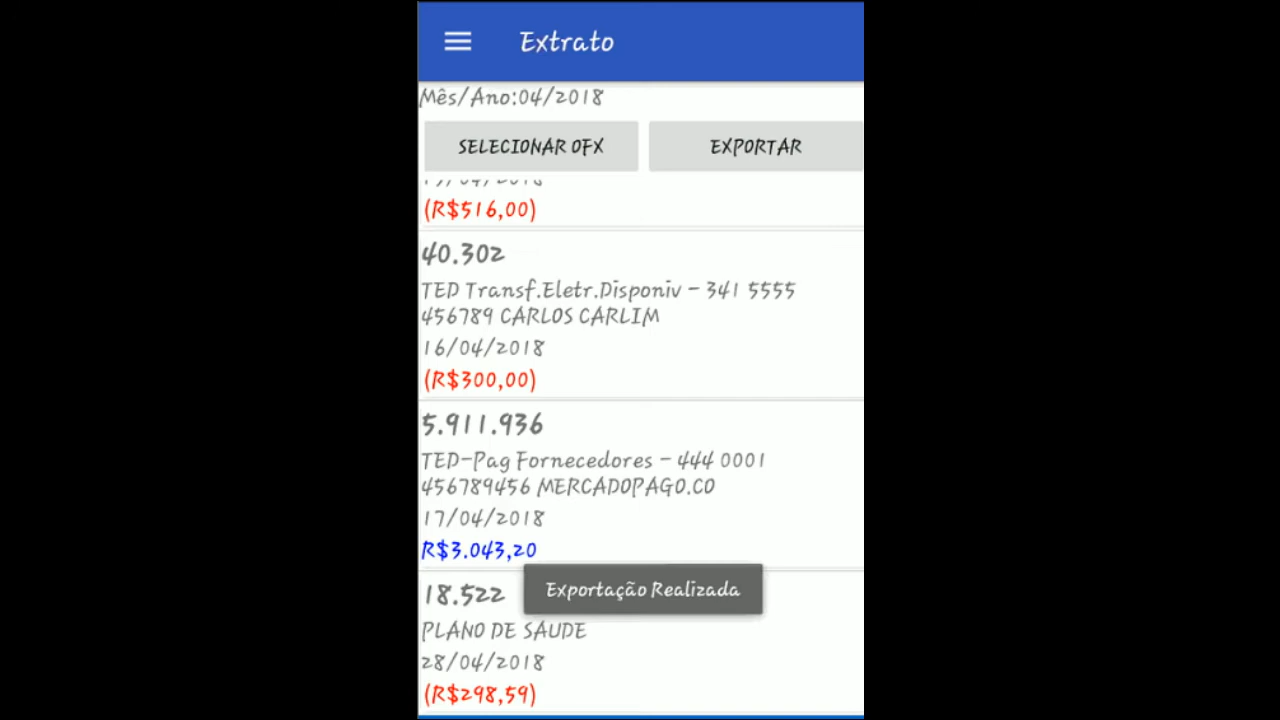 Extrato
Mês/Ano:04/2018
SELECIONAR OFX
EXPORTAR
(R$516,00)
40.302
TED Transf.Eletr.Disponiv - 341 5555
456789 CARLOS CARLIM
16/04/2018
(R$300,00)
5.911.936
TED-Pag Fornecedores - 444 0001
456789456 MERCADOPAGO.CO
17/04/2018
R$3.043,20
18.522
Exportação Realizada
PLANO DE SAUDE
28/04/2018
(R$298,59)